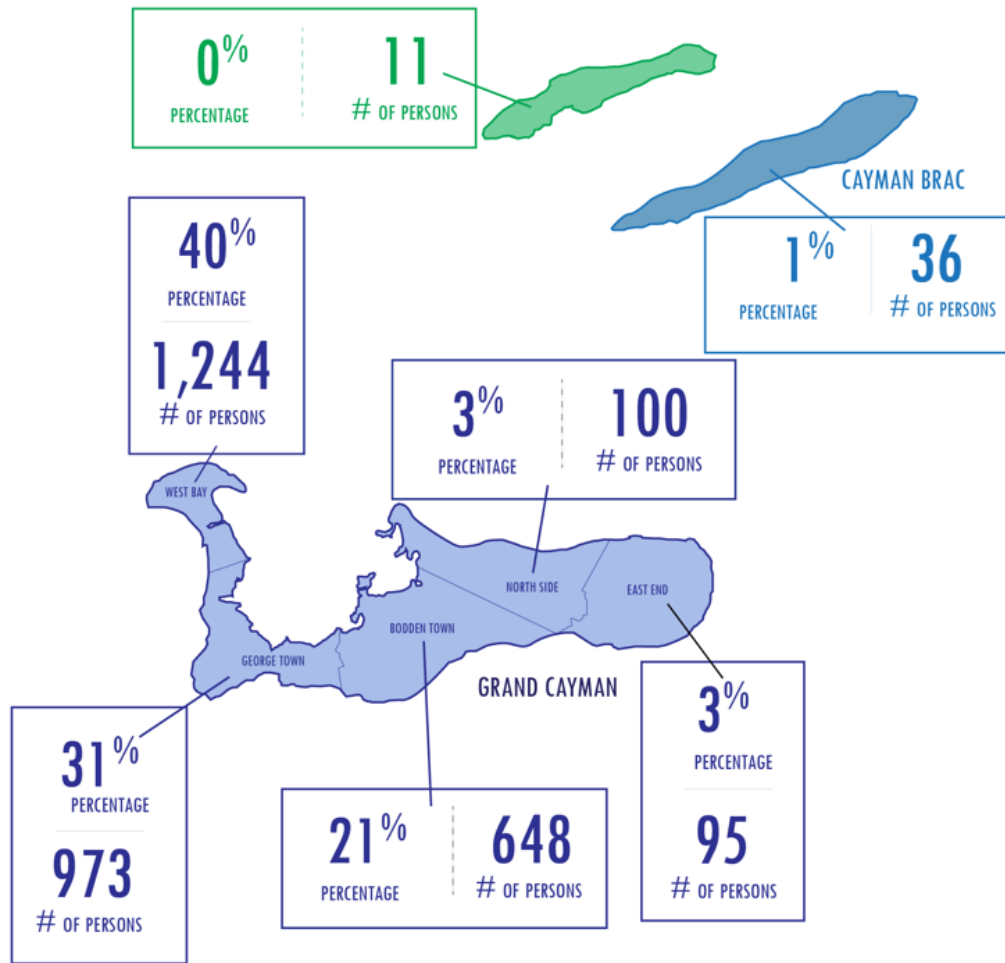 0%
PERCENTAGE
11
# OF PERSONS
CAYMAN BRAC
1%
PERCENTAGE
36
# OF PERSONS
40%
PERCENTAGE
1,244
# OF PERSONS
3%
PERCENTAGE
100
# OF PERSONS
WEST BAY
NORTH SIDE
EAST END
BODDEN TOWN
GEORGE TOWN
GRAND CAYMAN
31%
PERCENTAGE
973
# OF PERSONS
21%
PERCENTAGE
648
# OF PERSONS
3%
PERCENTAGE
95
# OF PERSONS